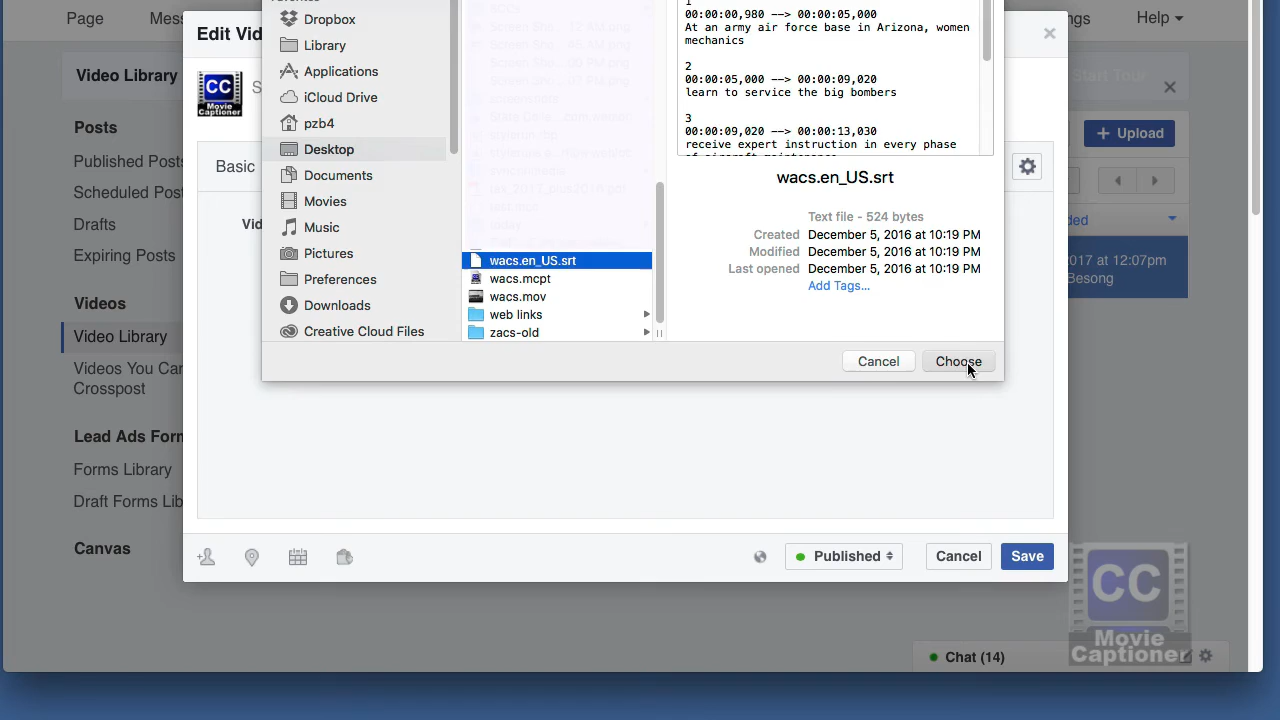 Page
Help
Edit Vid
CC
Movie
Captioner
S
Basic
Vid
Video Library
Posts
Published Posts
Scheduled Post
Drafts
Expiring Posts
Videos
Video Library
Videos You Can
Crosspost
Lead Ads Form
Forms Library
Draft Forms Lib
Canvas
Dropbox
Library
Applications
iCloud Drive
pzb4
Desktop
Documents
Movies
Music
Pictures
Preferences
Downloads
Creative Cloud Files
wacs.en_US.srt
wacs.mcpt
wacs.mov
web links
zacs-old
1
00:00:00,980 --> 00:00:05,000
At an army air force base in Arizona, women
mechanics
2
00:00:05,000 --> 00:00:09,020
learn to service the big bombers
3
00:00:09,020 --> 00:00:13,030
receive expert instruction in every phase
wacs.en_US.srt
Text file - 524 bytes
Created December 5, 2016 at 10:19 PM
Modified December 5, 2016 at 10:19 PM
Last opened December 5, 2016 at 10:19 PM
Add Tags...
Cancel
Choose
Start Tour
+ Upload
ded
2017 at 12:07pm
Besong
Published
Cancel
Save
CC
Movie
Captioner
Chat (14)